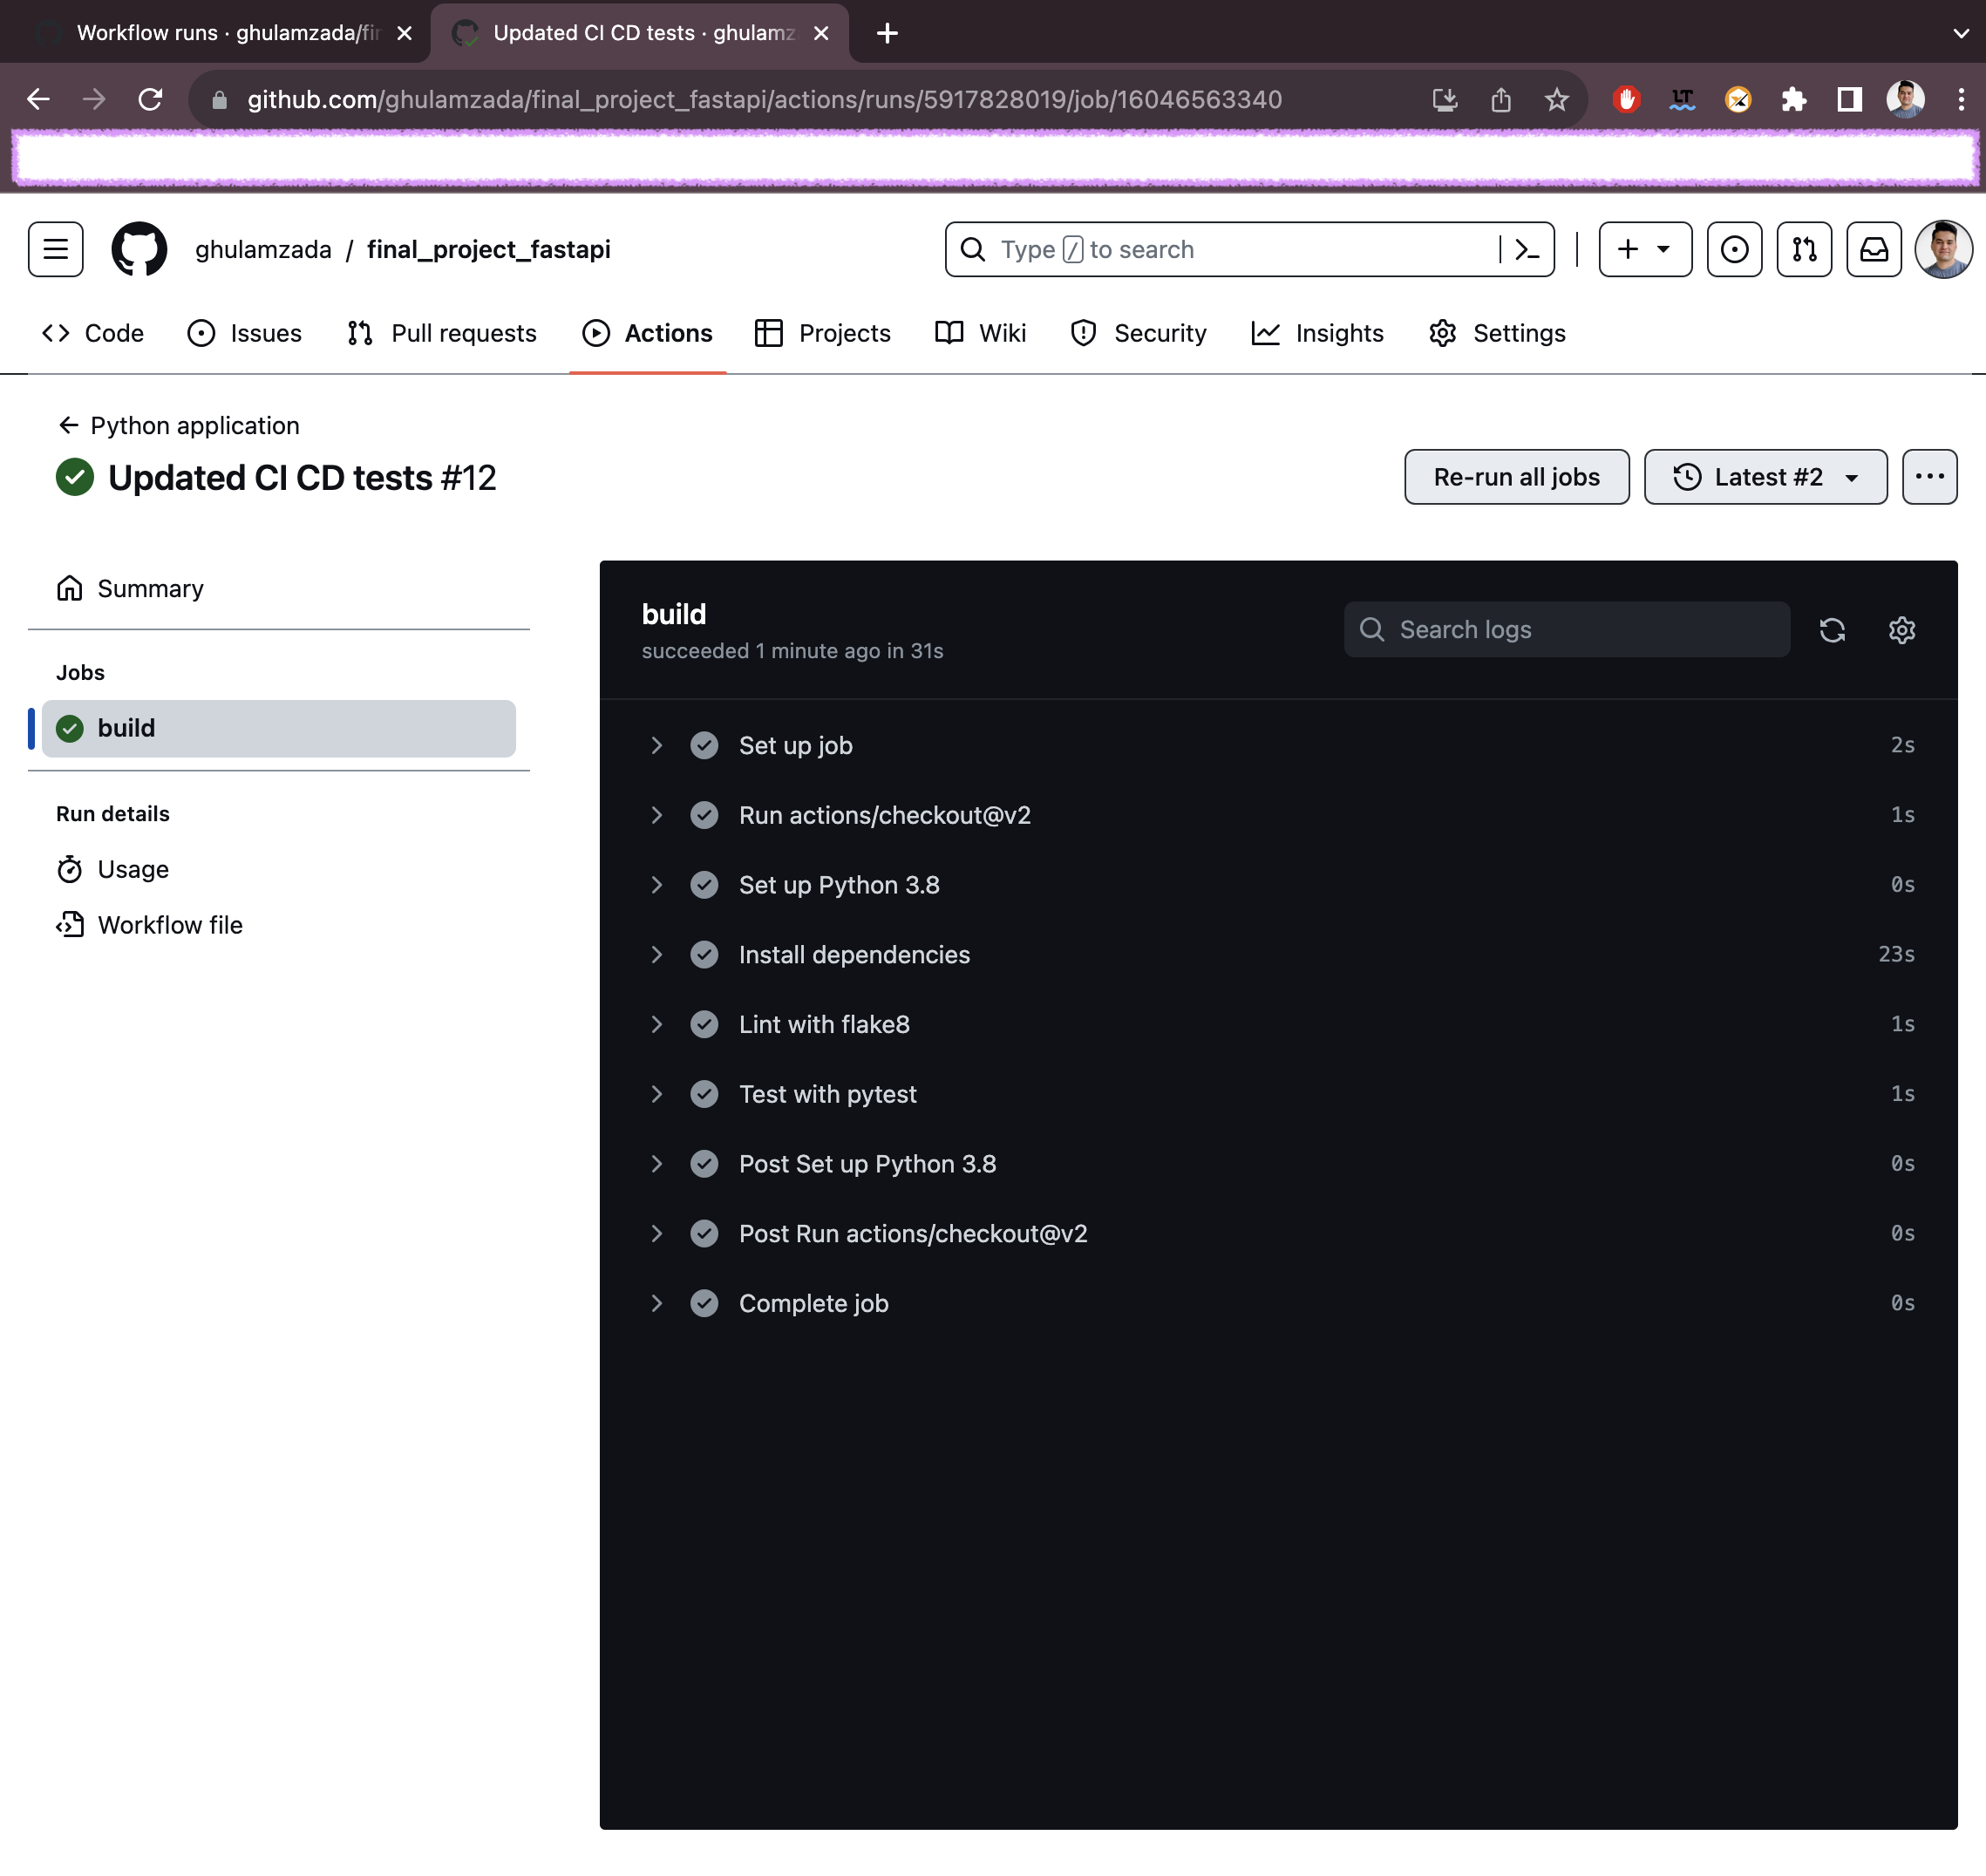 Workflow runs · ghulamzada/fir
Updated CI CD tests · ghulamz
github.com/ghulamzada/final_project_fastapi/actions/runs/5917828019/job/16046563340
LT
ghulamzada / final_project_fastapi
Type / to search
Code Issues Pull requests Actions Projects Wiki Security Insights Settings
Python application
Updated CI CD tests #12
Re-run all jobs
Latest #2
Summary
Jobs
build
Run details
Usage
Workflow file
build
succeeded 1 minute ago in 31s
Search logs
Set up job 2s
Run actions/checkout@v2 1s
Set up Python 3.8 0s
Install dependencies 23s
Lint with flake8 1s
Test with pytest 1s
Post Set up Python 3.8 0s
Post Run actions/checkout@v2 0s
Complete job 0s